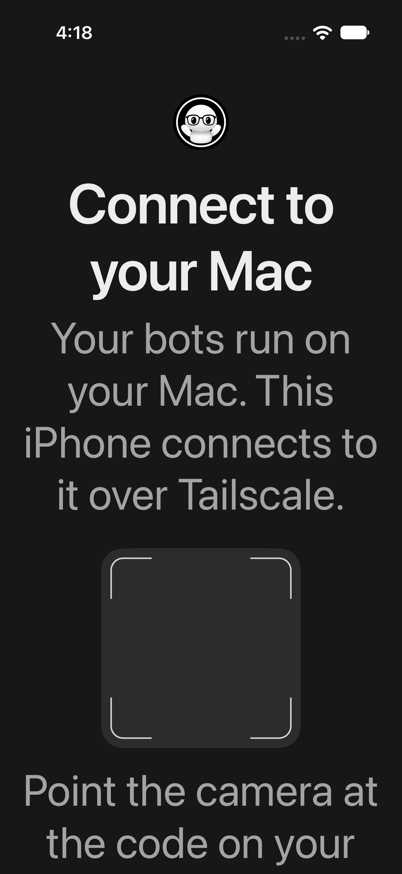 4:18
Connect to
your Mac
Your bots run on
your Mac. This
iPhone connects to
it over Tailscale.
Point the camera at
the code on your